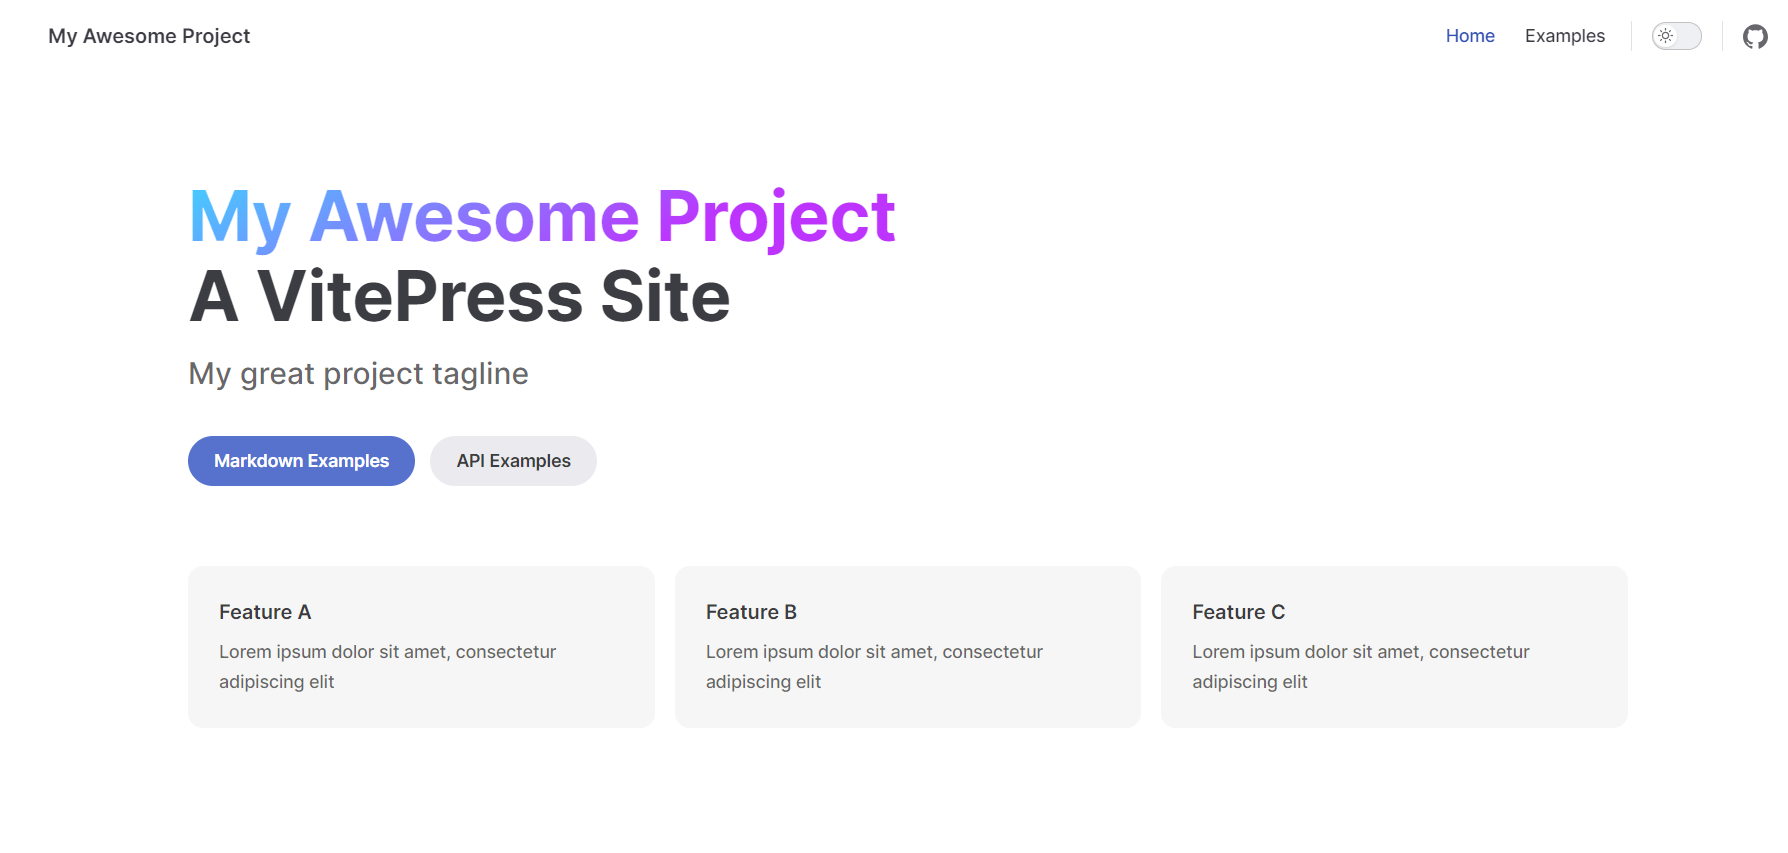 My Awesome Project
Home
Examples
My Awesome Project
A VitePress Site
My great project tagline
Markdown Examples
API Examples
Feature A
Lorem ipsum dolor sit amet, consectetur
adipiscing elit
Feature B
Lorem ipsum dolor sit amet, consectetur
adipiscing elit
Feature C
Lorem ipsum dolor sit amet, consectetur
adipiscing elit